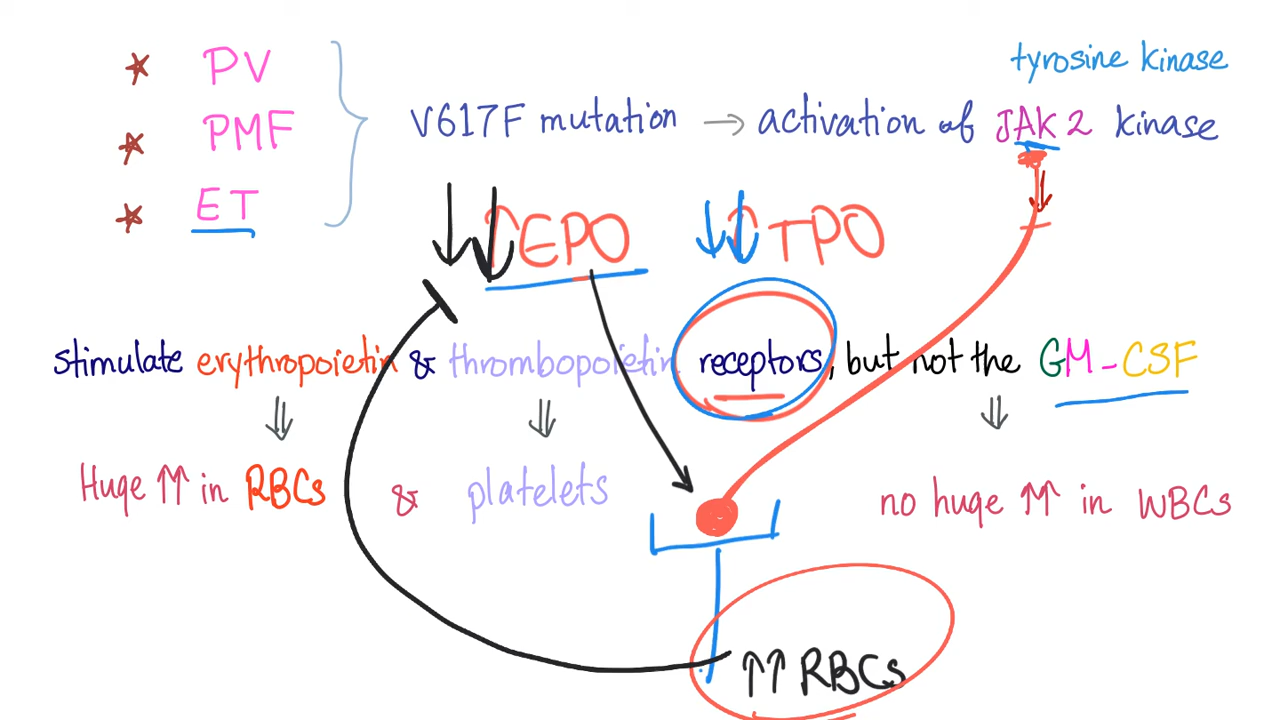 PV
PMF
ET
tyrosine kinase
V617F mutation → activation of JAK2 kinase
↓↓ ↑EPO ↓↓ ↑TPO
stimulate erythropoietin & thrombopoietin receptors, but not the GM-CSF
Huge ↑↑ in RBCs & platelets
no huge ↑↑ in WBCs
↑↑ RBCs